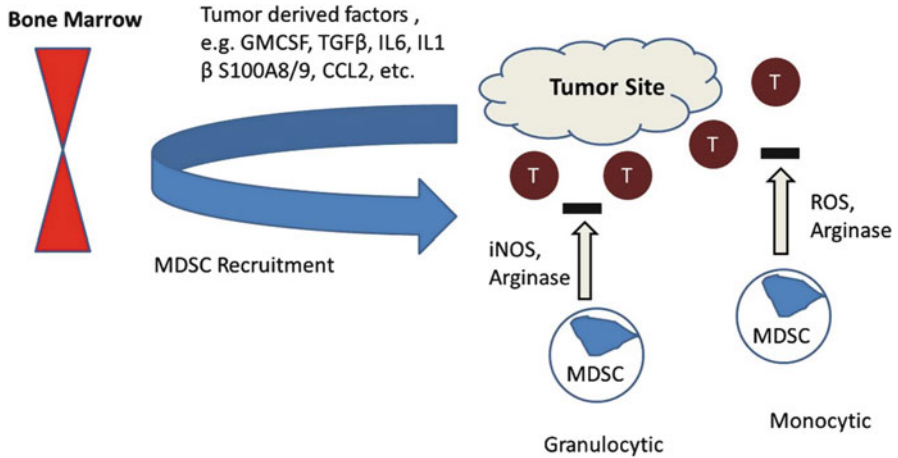 Bone Marrow
Tumor derived factors ,
e.g. GMCSF, TGFβ, IL6, IL1
β S100A8/9, CCL2, etc.
MDSC Recruitment
Tumor Site
T
T
T
T
iNOS,
Arginase
ROS,
Arginase
MDSC
MDSC
Granulocytic
Monocytic